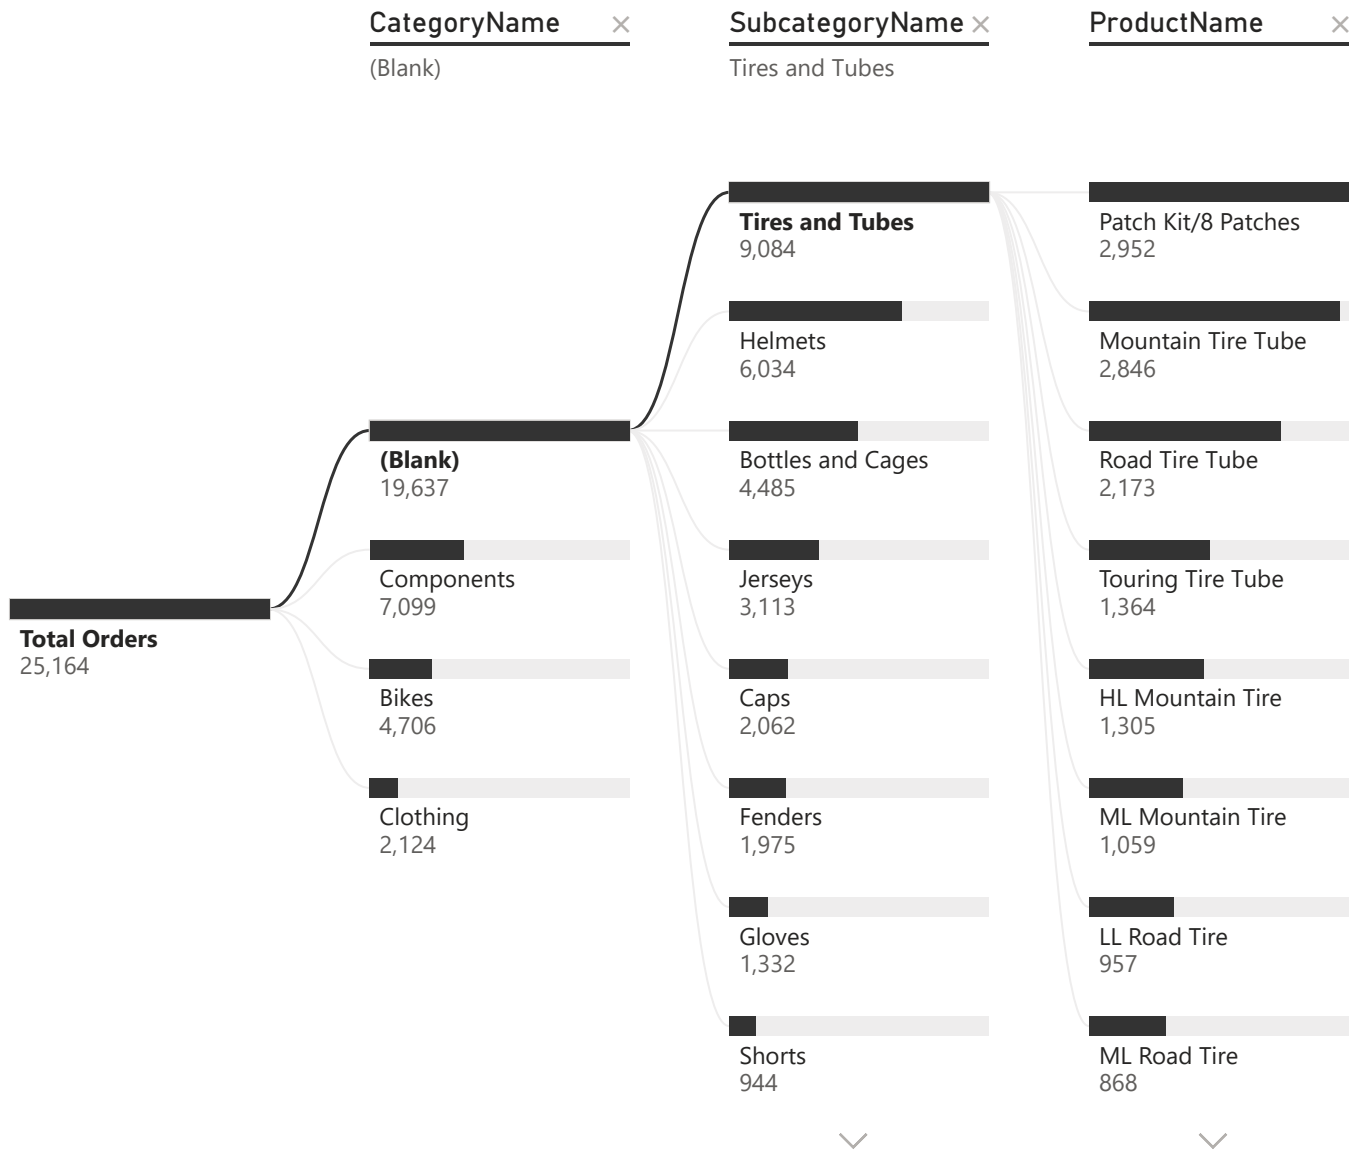 CategoryName
(Blank)
SubcategoryName
Tires and Tubes
ProductName
Total Orders
25,164
(Blank)
19,637
Components
7,099
Bikes
4,706
Clothing
2,124
Tires and Tubes
9,084
Helmets
6,034
Bottles and Cages
4,485
Jerseys
3,113
Caps
2,062
Fenders
1,975
Gloves
1,332
Shorts
944
Patch Kit/8 Patches
2,952
Mountain Tire Tube
2,846
Road Tire Tube
2,173
Touring Tire Tube
1,364
HL Mountain Tire
1,305
ML Mountain Tire
1,059
LL Road Tire
957
ML Road Tire
868